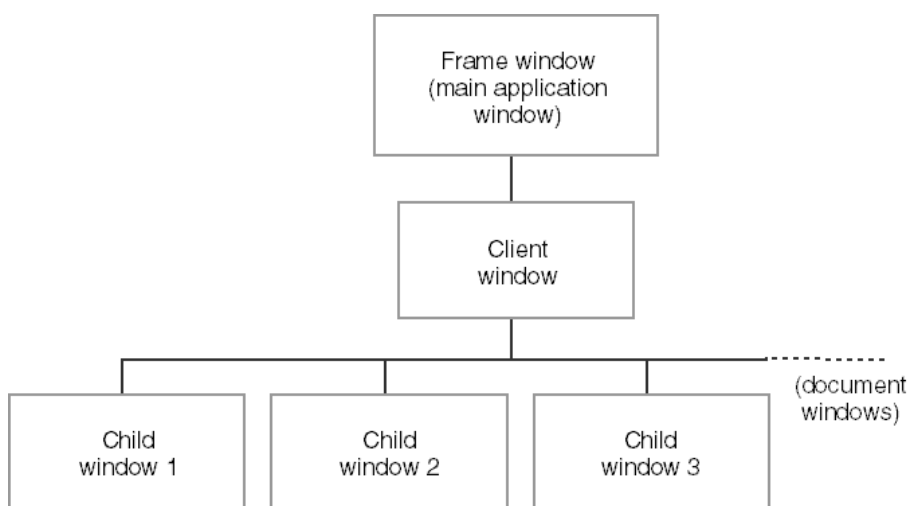 Frame window
(main application
window)
Client
window
(document
windows)
Child
window 1
Child
window 2
Child
window 3